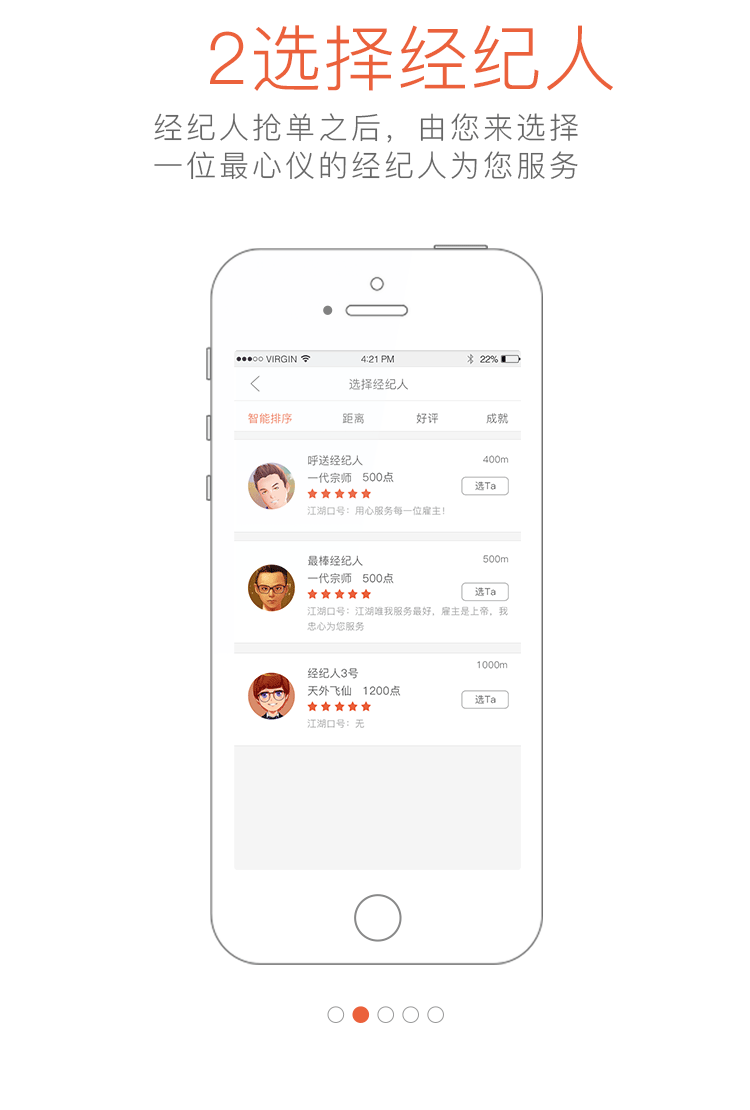 2选择经纪人
经纪人抢单之后，由您来选择
一位最心仪的经纪人为您服务
VIRGIN 4:21 PM 22%
选择经纪人
智能排序 距离 好评 成就
呼送经纪人 400m
一代宗师 500点
选Ta
江湖口号：用心服务每一位雇主！
最棒经纪人 500m
一代宗师 500点
选Ta
江湖口号：江湖唯我服务最好，雇主是上帝，我
忠心为您服务
经纪人3号 1000m
天外飞仙 1200点
选Ta
江湖口号：无